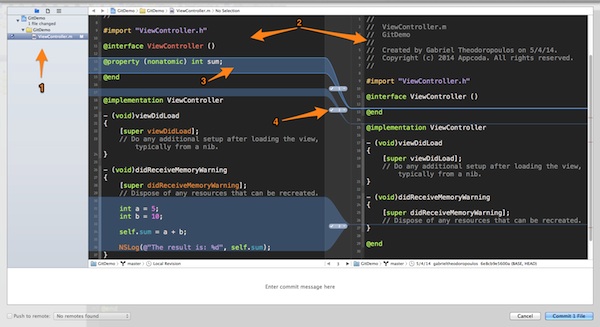 GitDemo
1 file changed
GitDemo
ViewController.m
M
1
GitDemo
GitDemo
ViewController.m
No Selection
//
#import "ViewController.h"
@interface ViewController ()
@property (nonatomic) int sum;
@end
@implementation ViewController
- (void)viewDidLoad
{
[super viewDidLoad];
// Do any additional setup after loading the view,
typically from a nib.
}
- (void)didReceiveMemoryWarning
{
[super didReceiveMemoryWarning];
// Dispose of any resources that can be recreated.
int a = 5;
int b = 10;
self.sum = a + b;
NSLog(@"The result is: %d", self.sum);
}
2
3
4
//
//  ViewController.m
//  GitDemo
//
//  Created by Gabriel Theodoropoulos on 5/4/14.
//  Copyright (c) 2014 Appcoda. All rights reserved.
//
#import "ViewController.h"
@interface ViewController ()
@end
@implementation ViewController
- (void)viewDidLoad
{
[super viewDidLoad];
// Do any additional setup after loading the view,
typically from a nib.
}
- (void)didReceiveMemoryWarning
{
[super didReceiveMemoryWarning];
// Dispose of any resources that can be recreated.
}
@end
GitDemo
master
Local Revision
GitDemo
master
5/4/14
gabrieltheodoropoulos
(BASE, HEAD)
Enter commit message here
Push to remote:
No remotes found
Cancel
Commit 1 File